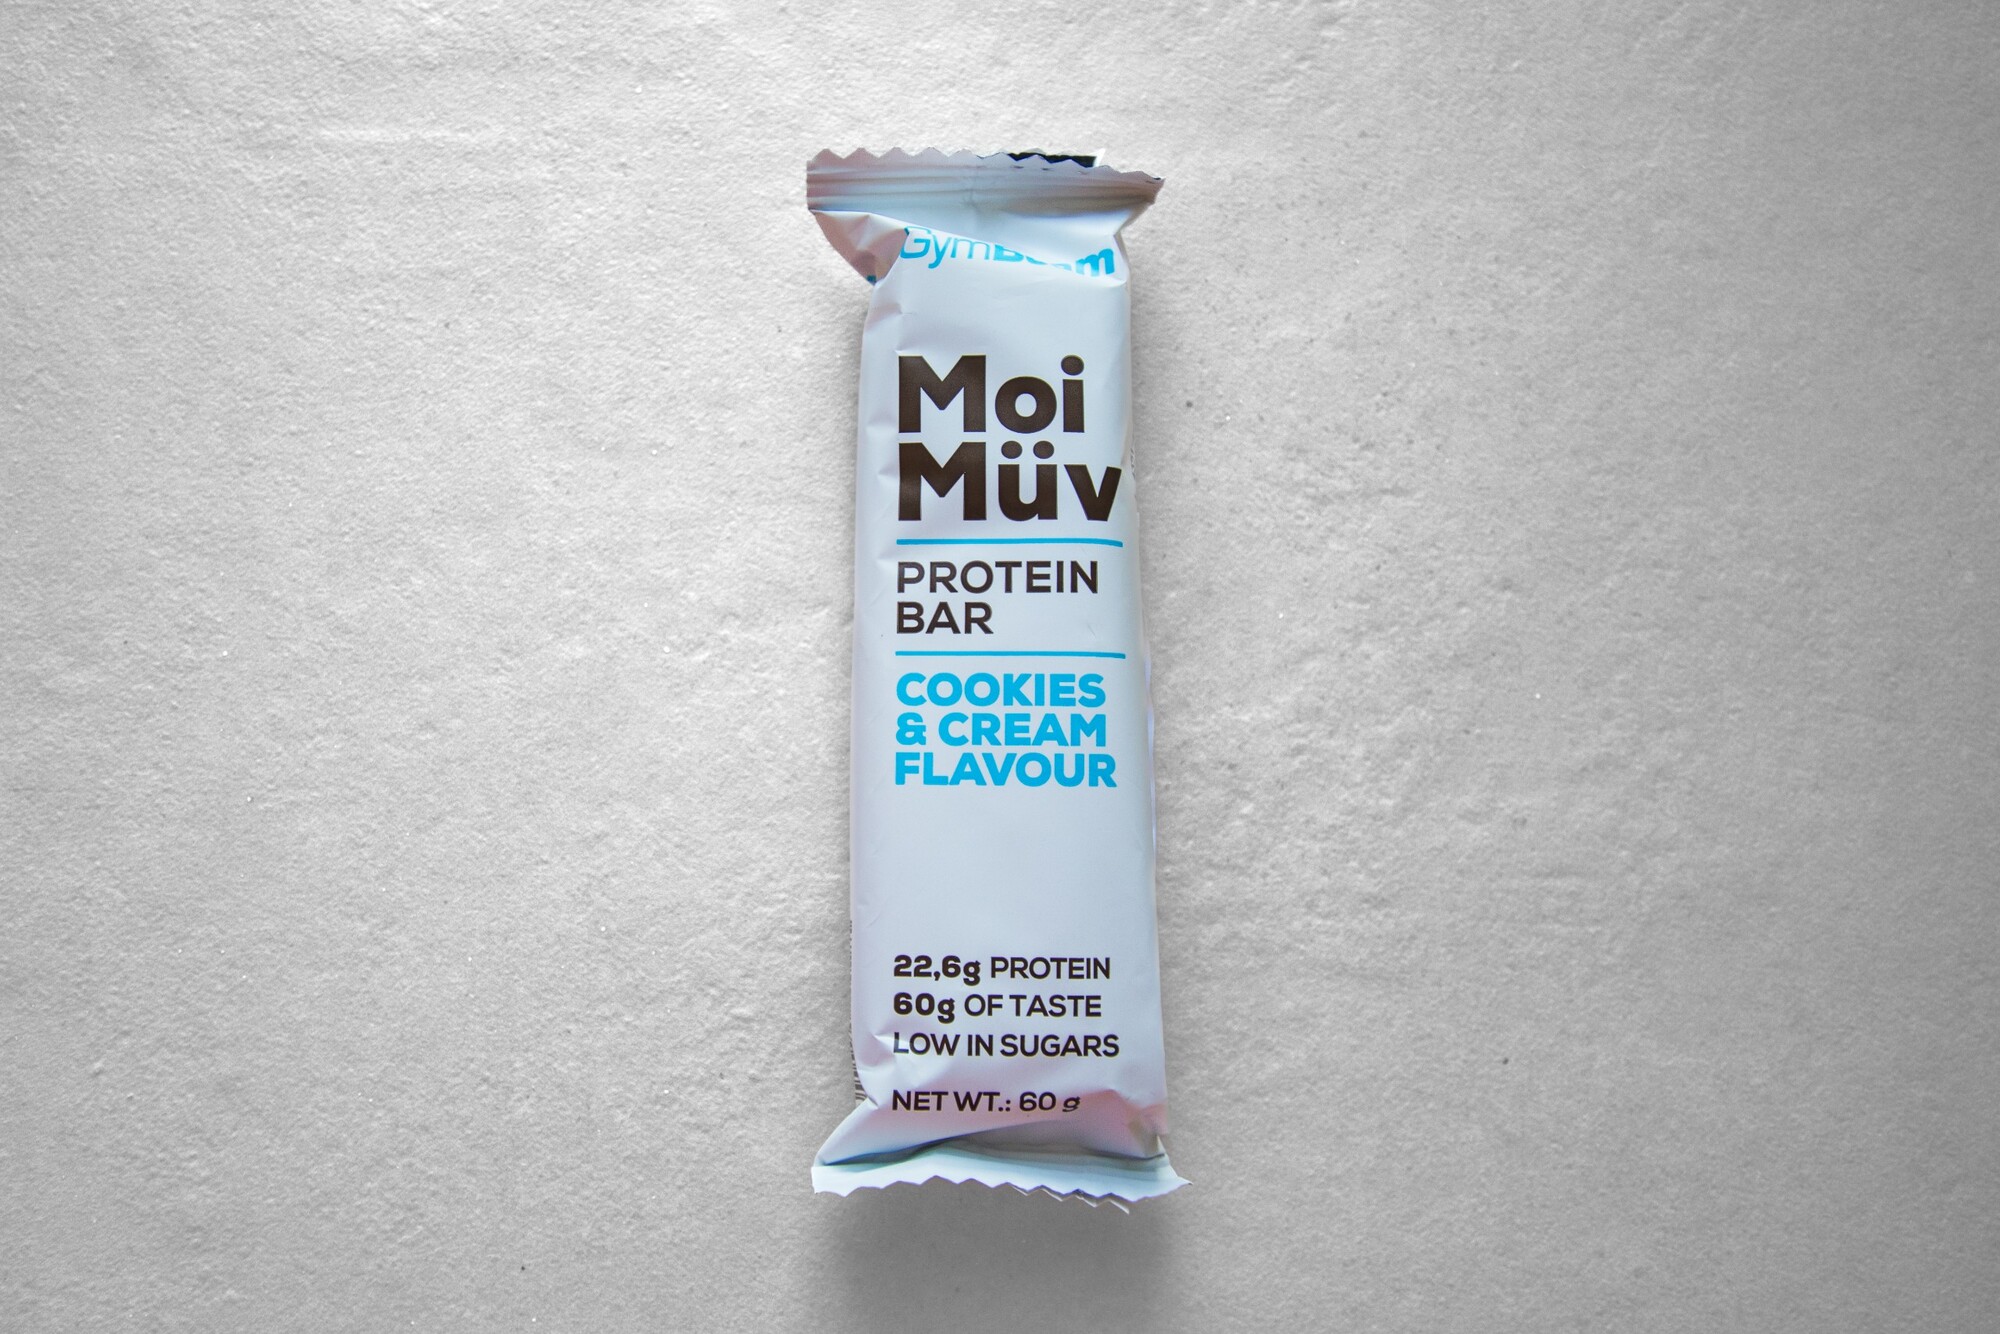 GymBeam
Moi
Müv
PROTEIN
BAR
COOKIES
& CREAM
FLAVOUR
22,6g PROTEIN
60g OF TASTE
LOW IN SUGARS
NET WT.: 60 g